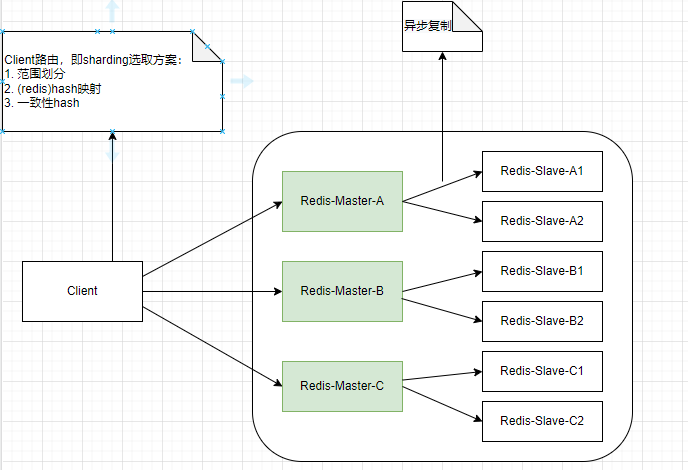 异步复制
Client路由，即sharding选取方案：
1. 范围划分
2. (redis)hash映射
3. 一致性hash
Redis-Master-A
Redis-Slave-A1
Redis-Slave-A2
Client
Redis-Master-B
Redis-Slave-B1
Redis-Slave-B2
Redis-Master-C
Redis-Slave-C1
Redis-Slave-C2